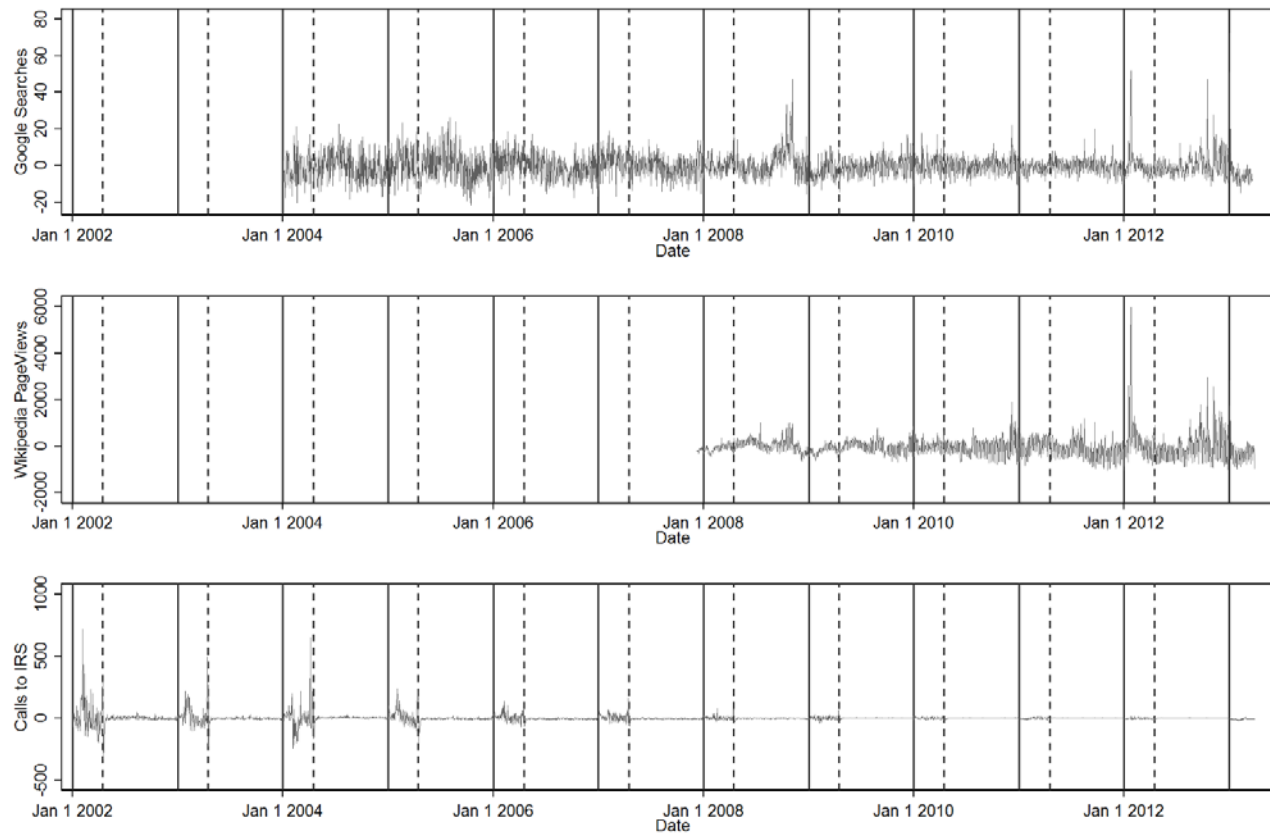 Google Searches
80
60
40
20
0
-20
Jan 1 2002
Jan 1 2004
Jan 1 2006
Jan 1 2008
Jan 1 2010
Jan 1 2012
Date
Wikipedia PageViews
6000
4000
2000
0
-2000
Jan 1 2002
Jan 1 2004
Jan 1 2006
Jan 1 2008
Jan 1 2010
Jan 1 2012
Date
Calls to IRS
1000
500
0
-500
Jan 1 2002
Jan 1 2004
Jan 1 2006
Jan 1 2008
Jan 1 2010
Jan 1 2012
Date